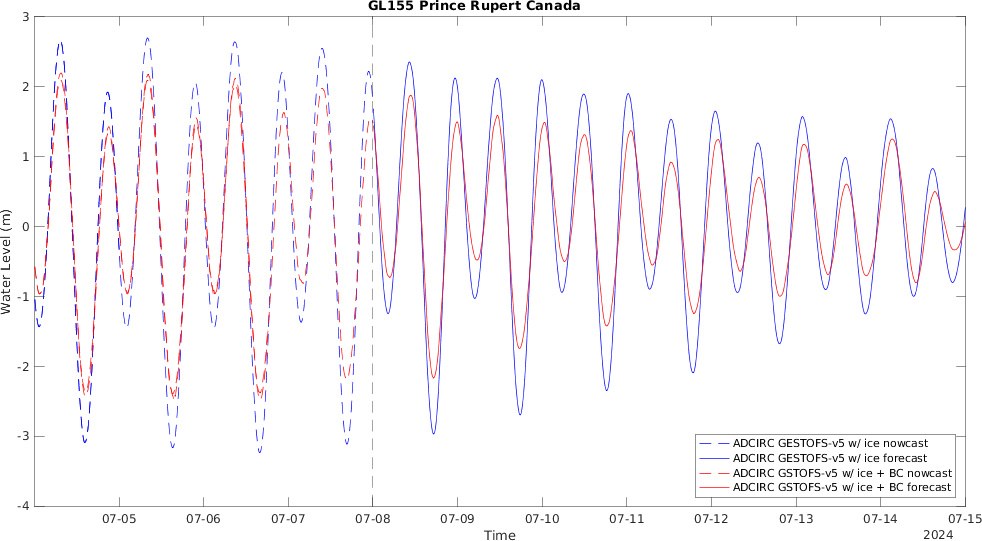 GL155 Prince Rupert Canada
3
2
1
0
-1
-2
-3
-4
Water Level (m)
ADCIRC GESTOFS-v5 w/ ice nowcast
ADCIRC GESTOFS-v5 w/ ice forecast
ADCIRC GSTOFS-v5 w/ ice + BC nowcast
ADCIRC GSTOFS-v5 w/ ice + BC forecast
07-05 07-06 07-07 07-08 07-09 07-10 07-11 07-12 07-13 07-14 07-15
Time
2024